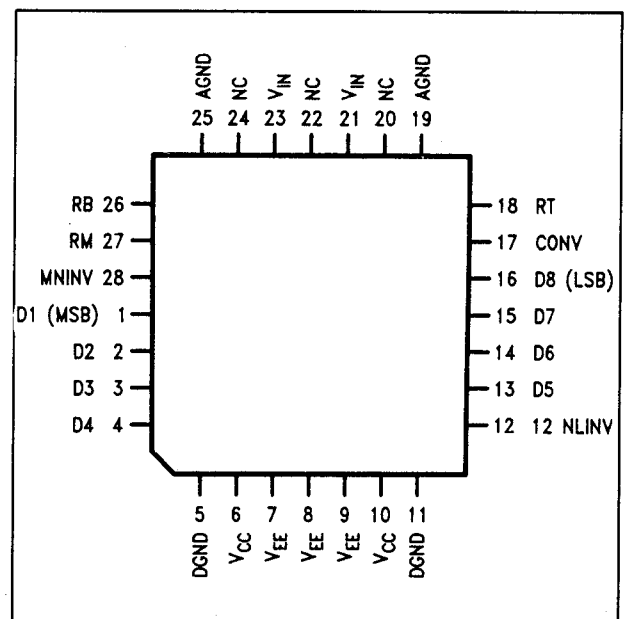 AGND NC VIN NC VIN NC AGND
25 24 23 22 21 20 19
RB 26
18 RT
RM 27
17 CONV
MNINV 28
16 D8 (LSB)
D1 (MSB) 1
15 D7
D2 2
14 D6
D3 3
13 D5
D4 4
12 12 NLINV
5 6 7 8 9 10 11
DGND VCC VEE VEE VEE VCC DGND